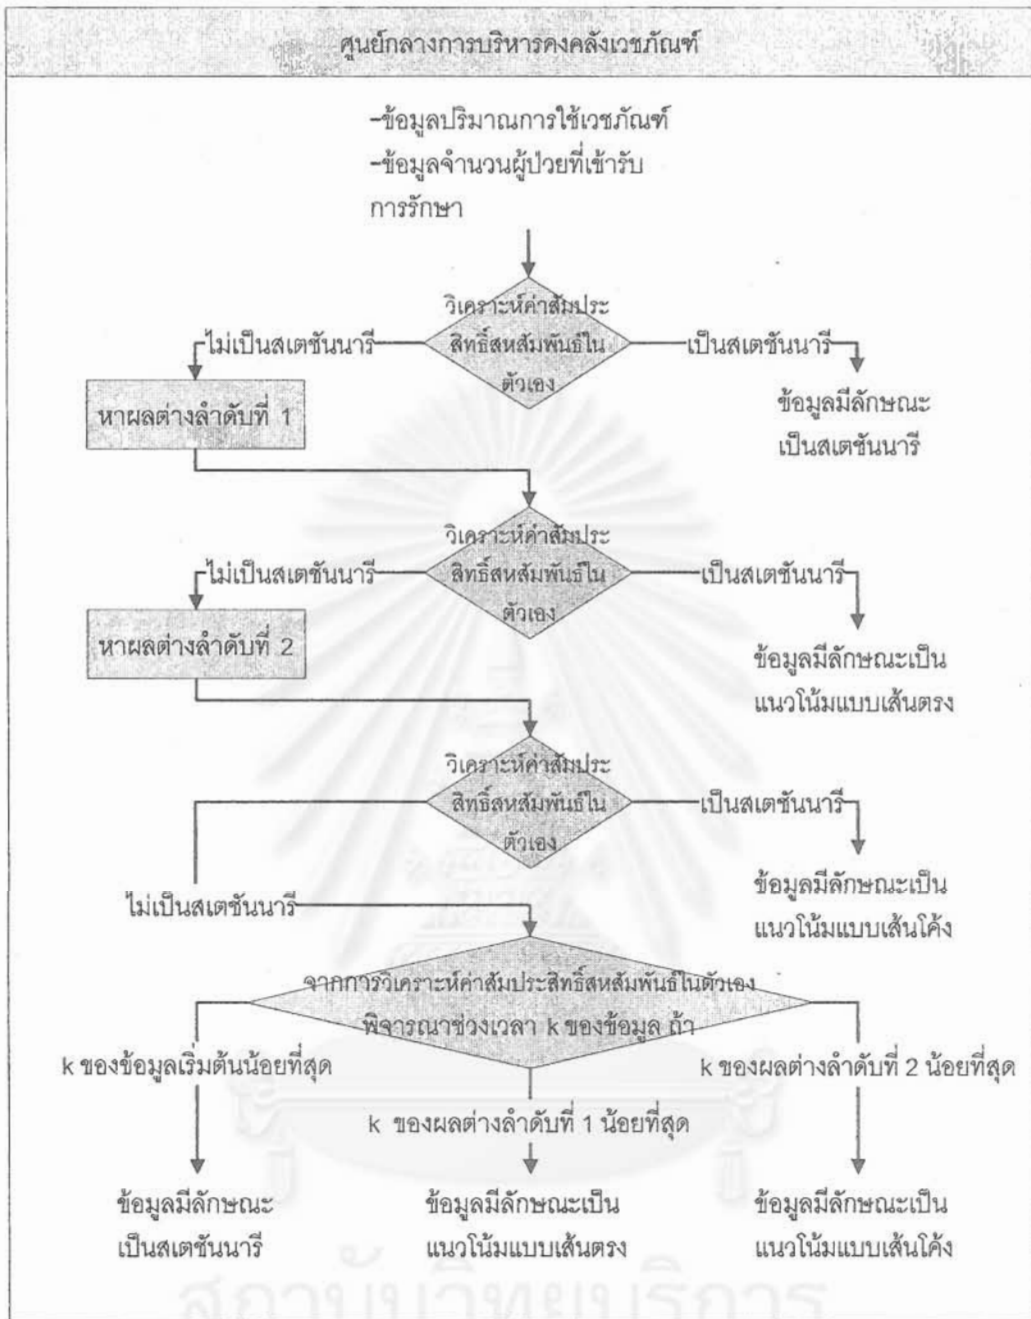 ศูนย์กลางการบริหารคงคลังเวชภัณฑ์
-ข้อมูลปริมาณการใช้เวชภัณฑ์
-ข้อมูลจำนวนผู้ป่วยที่เข้ารับ
การรักษา
วิเคราะห์ค่าสัมประ
สิทธิ์สหสัมพันธ์ใน
ตัวเอง
ไม่เป็นสเตชันนารี
เป็นสเตชันนารี
หาผลต่างลำดับที่ 1
ข้อมูลมีลักษณะ
เป็นสเตชันนารี
วิเคราะห์ค่าสัมประ
สิทธิ์สหสัมพันธ์ใน
ตัวเอง
ไม่เป็นสเตชันนารี
เป็นสเตชันนารี
หาผลต่างลำดับที่ 2
ข้อมูลมีลักษณะเป็น
แนวโน้มแบบเส้นตรง
วิเคราะห์ค่าสัมประ
สิทธิ์สหสัมพันธ์ใน
ตัวเอง
เป็นสเตชันนารี
ข้อมูลมีลักษณะเป็น
แนวโน้มแบบเส้นโค้ง
ไม่เป็นสเตชันนารี
จากการวิเคราะห์ค่าสัมประสิทธิ์สหสัมพันธ์ในตัวเอง
พิจารณาช่วงเวลา k ของข้อมูล ถ้า
k ของข้อมูลเริ่มต้นน้อยที่สุด
k ของผลต่างลำดับที่ 2 น้อยที่สุด
k ของผลต่างลำดับที่ 1 น้อยที่สุด
ข้อมูลมีลักษณะ
เป็นสเตชันนารี
ข้อมูลมีลักษณะเป็น
แนวโน้มแบบเส้นตรง
ข้อมูลมีลักษณะเป็น
แนวโน้มแบบเส้นโค้ง
สถาบันวิทยบริการ